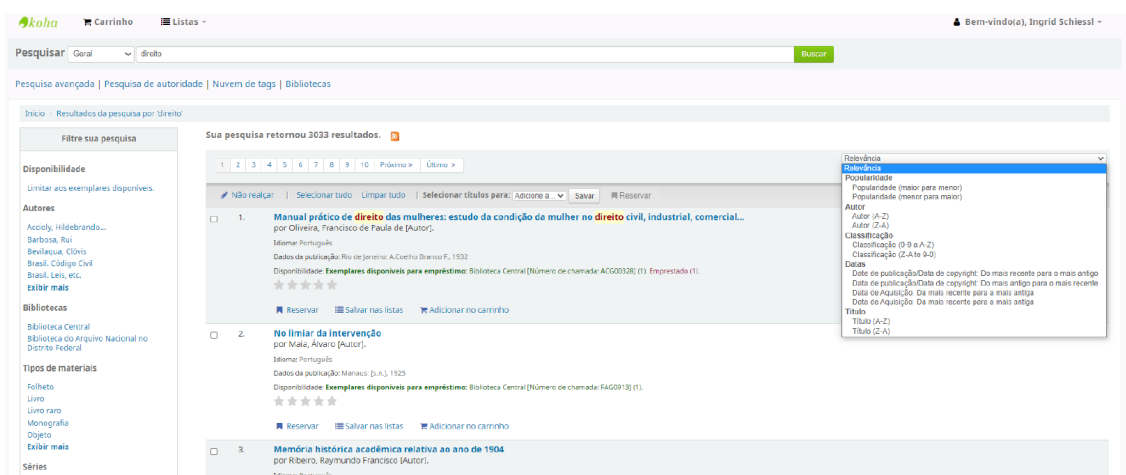 koha Carrinho Listas Bem-vindo(a), Ingrid Schiessl
Pesquisar Geral direito Buscar
Pesquisa avançada | Pesquisa de autoridade | Nuvem de tags | Bibliotecas
Início Resultados da pesquisa por 'direito'
Filtre sua pesquisa
Disponibilidade
Limitar aos exemplares disponíveis.
Autores
Accioly, Hildebrando...
Barbosa, Rui
Bevilaqua, Clóvis
Brasil. Código Civil
Brasil. Leis, etc.
Exibir mais
Bibliotecas
Biblioteca Central
Biblioteca do Arquivo Nacional no
Distrito Federal
Tipos de materiais
Folheto
Livro
Livro raro
Monografia
Objeto
Exibir mais
Séries
Sua pesquisa retornou 3033 resultados.
1 2 3 4 5 6 7 8 9 10 Próximo > Último >
Não realçar | Selecionar tudo Limpar tudo | Selecionar títulos para: Adicione a... Salvar Reservar
1. Manual prático de direito das mulheres: estudo da condição da mulher no direito civil, industrial, comercial...
por Oliveira, Francisco de Paula de [Autor].
Idioma: Português
Dados da publicação: Rio de Janeiro: A.Coelho Branco F., 1932
Disponibilidade: Exemplares disponíveis para empréstimo: Biblioteca Central [Número de chamada: ACG00328] (1). Emprestado (1).
Reservar Salvar nas listas Adicionar no carrinho
2. No limiar da intervenção
por Maia, Álvaro [Autor].
Idioma: Português
Dados da publicação: Manaus: [s.n.], 1925
Disponibilidade: Exemplares disponíveis para empréstimo: Biblioteca Central [Número de chamada: FAG0913] (1).
Reservar Salvar nas listas Adicionar no carrinho
3. Memória histórica acadêmica relativa ao ano de 1904
por Ribeiro, Raymundo Francisco [Autor].
Relevância
Relevância
Popularidade
Popularidade (maior para menor)
Popularidade (menor para maior)
Autor
Autor (A-Z)
Autor (Z-A)
Classificação
Classificação (0-9 a A-Z)
Classificação (Z-A to 9-0)
Datas
Date de publicação/Data de copyright: Do mais recente para o mais antigo
Data de publicação/Data de copyright: Do mais antigo para o mais recente
Data de Aquisição: Da mais recente para a mais antiga
Data de Aquisição: Da mais recente para a mais antiga
Título
Título (A-Z)
Título (Z-A)